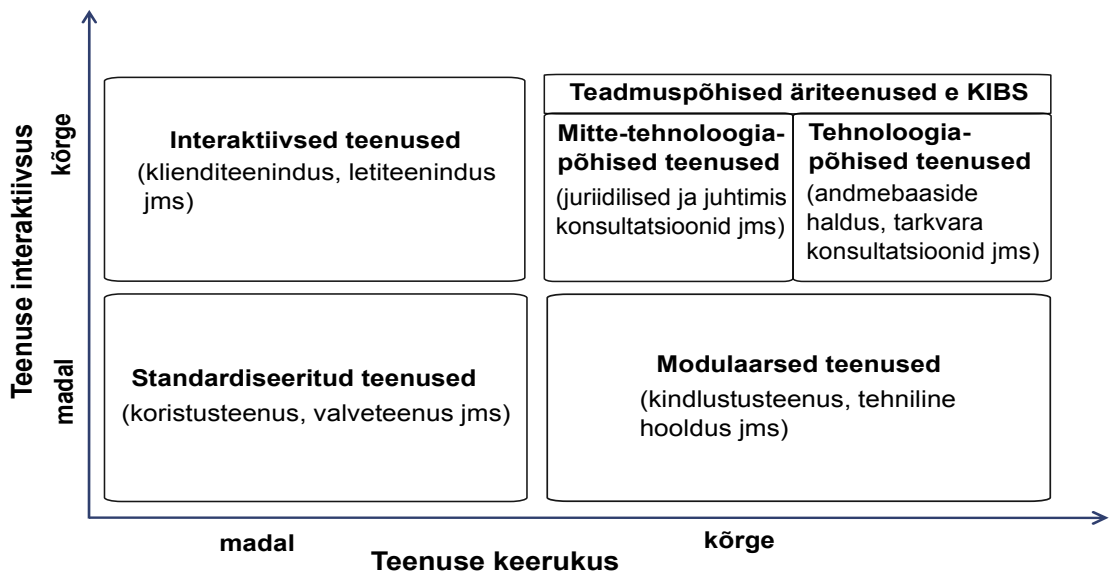 Teenuse interaktiivsus
kõrge
madal
Interaktiivsed teenused
(klienditeenindus, letiteenindus
jms)
Teadmuspõhised äriteenused e KIBS
Mitte-tehnoloogia-
põhised teenused
(juriidilised ja juhtimis
konsultatsioonid jms)
Tehnoloogia-
põhised teenused
(andmebaaside
haldus, tarkvara
konsultatsioonid jms)
Standardiseeritud teenused
(koristusteenus, valveteenus jms)
Modulaarsed teenused
(kindlustusteenus, tehniline
hooldus jms)
madal
kõrge
Teenuse keerukus